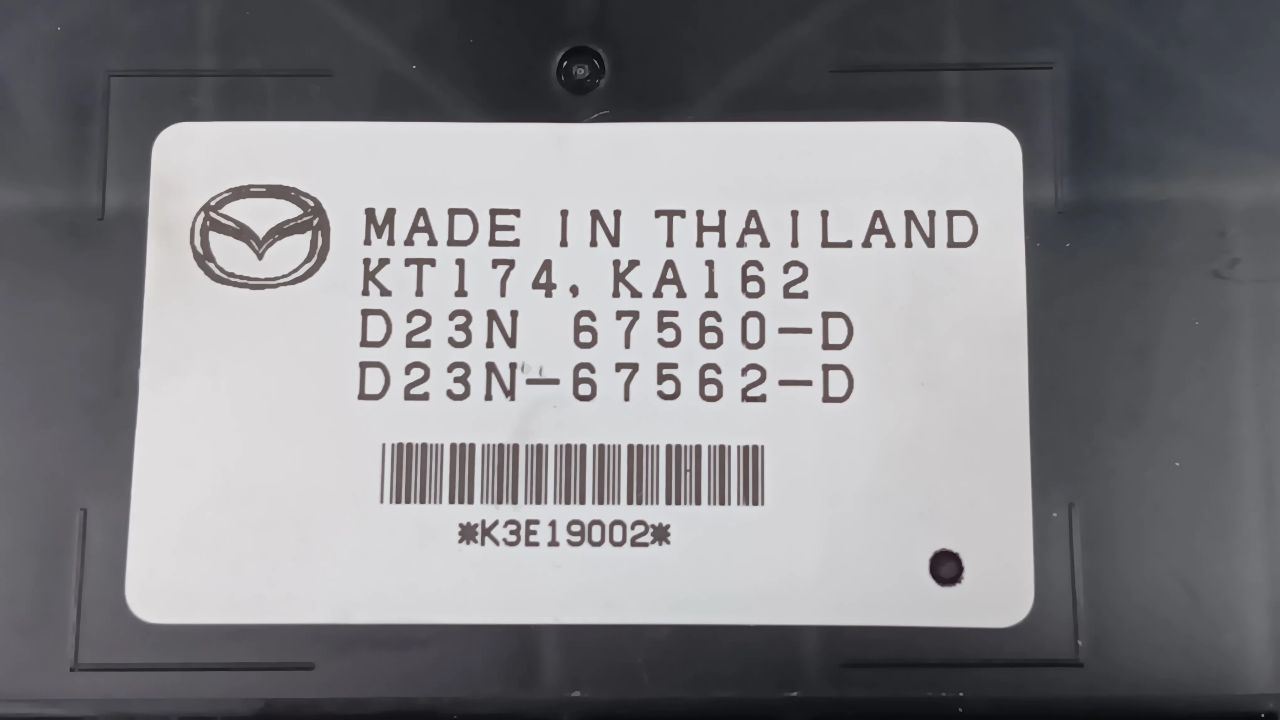 MADE IN THAILAND
KT174, KA162
D23N 67560-D
D23N-67562-D
*K3E19002*